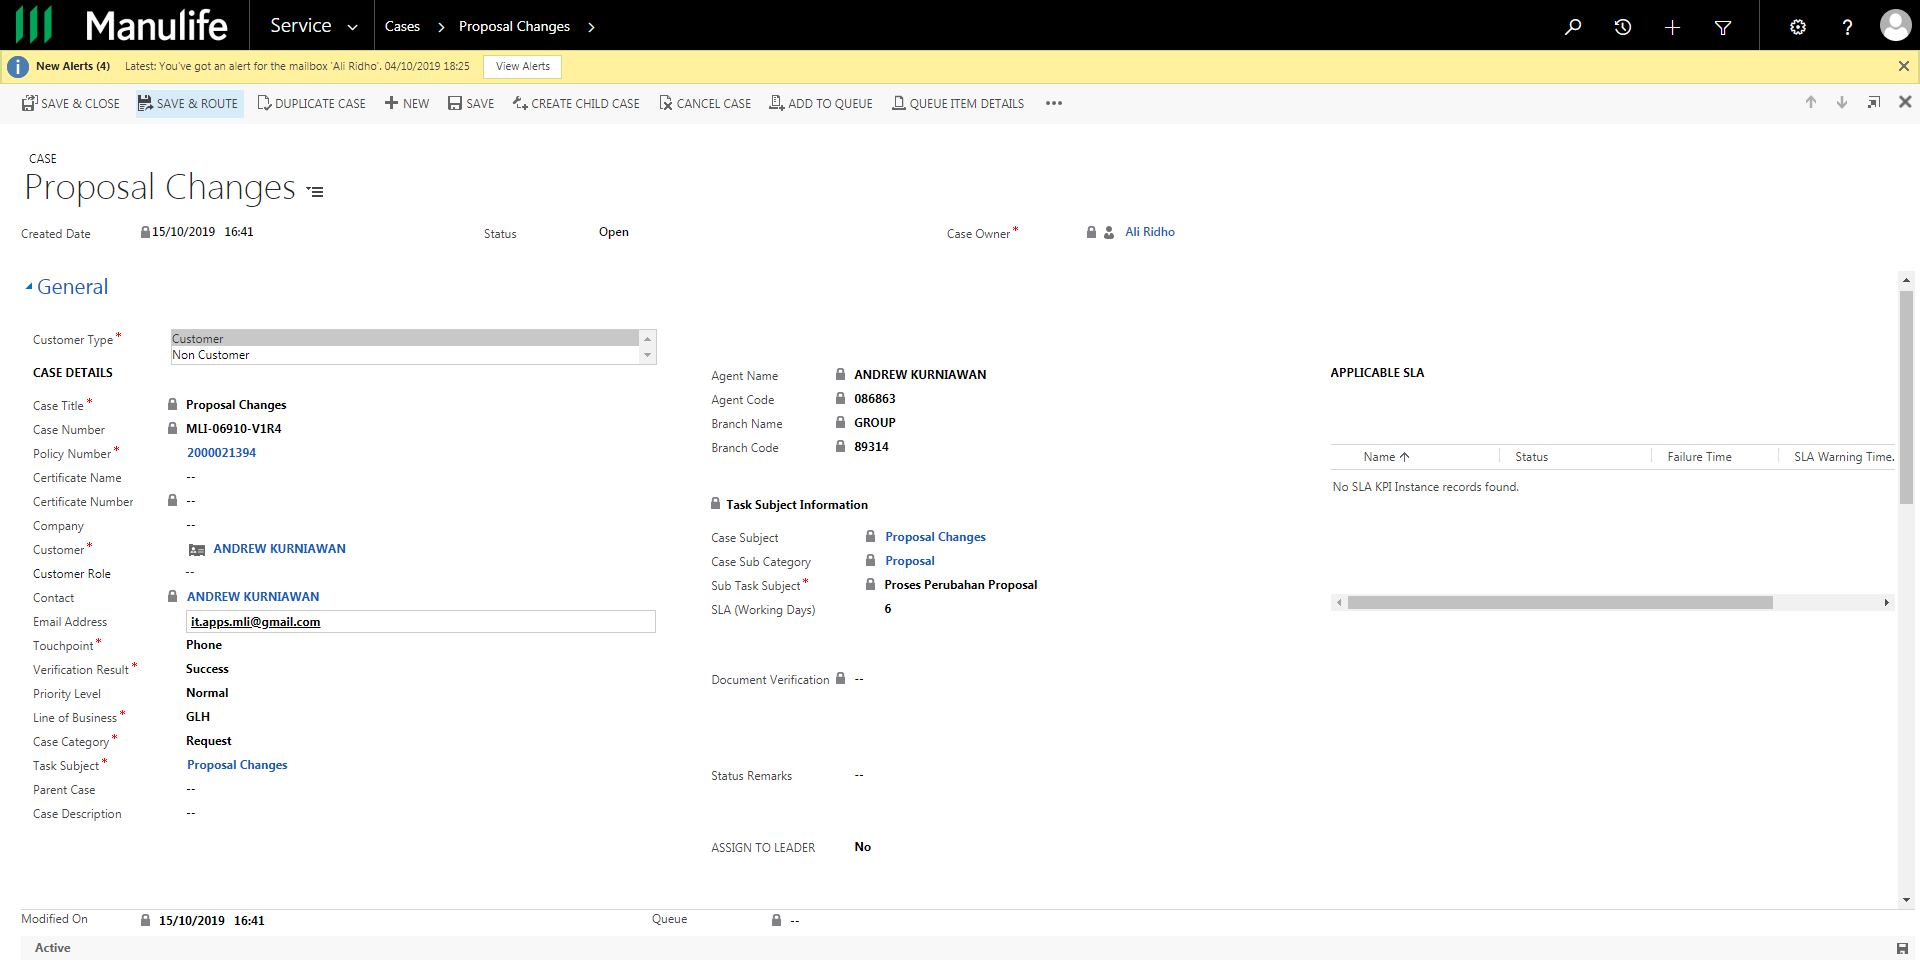 Manulife
Service
Cases
Proposal Changes
New Alerts (4) Latest: You've got an alert for the mailbox 'Ali Ridho'. 04/10/2019 18:25 View Alerts
SAVE & CLOSE SAVE & ROUTE DUPLICATE CASE NEW SAVE CREATE CHILD CASE CANCEL CASE ADD TO QUEUE QUEUE ITEM DETAILS
CASE
Proposal Changes
Created Date 15/10/2019 16:41 Status Open Case Owner* Ali Ridho
General
Customer Type* Customer
Non Customer
CASE DETAILS
Case Title* Proposal Changes
Case Number MLI-06910-V1R4
Policy Number* 2000021394
Certificate Name --
Certificate Number --
Company --
Customer* ANDREW KURNIAWAN
Customer Role --
Contact ANDREW KURNIAWAN
Email Address it.apps.mli@gmail.com
Touchpoint* Phone
Verification Result* Success
Priority Level Normal
Line of Business* GLH
Case Category* Request
Task Subject* Proposal Changes
Parent Case --
Case Description --
Agent Name ANDREW KURNIAWAN
Agent Code 086863
Branch Name GROUP
Branch Code 89314
Task Subject Information
Case Subject Proposal Changes
Case Sub Category Proposal
Sub Task Subject* Proses Perubahan Proposal
SLA (Working Days) 6
Document Verification --
Status Remarks --
ASSIGN TO LEADER No
APPLICABLE SLA
Name Status Failure Time SLA Warning Time.
No SLA KPI Instance records found.
Modified On 15/10/2019 16:41 Queue --
Active